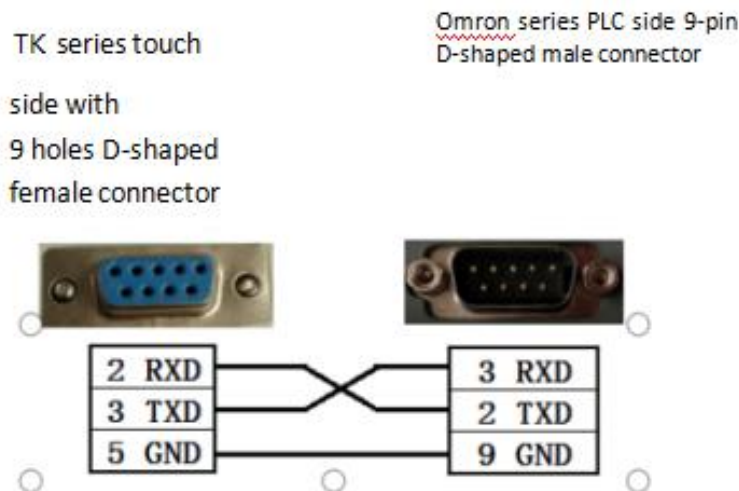 TK series touch
side with
9 holes D-shaped
female connector
Omron series PLC side 9-pin
D-shaped male connector
2 RXD
3 TXD
5 GND
3 RXD
2 TXD
9 GND